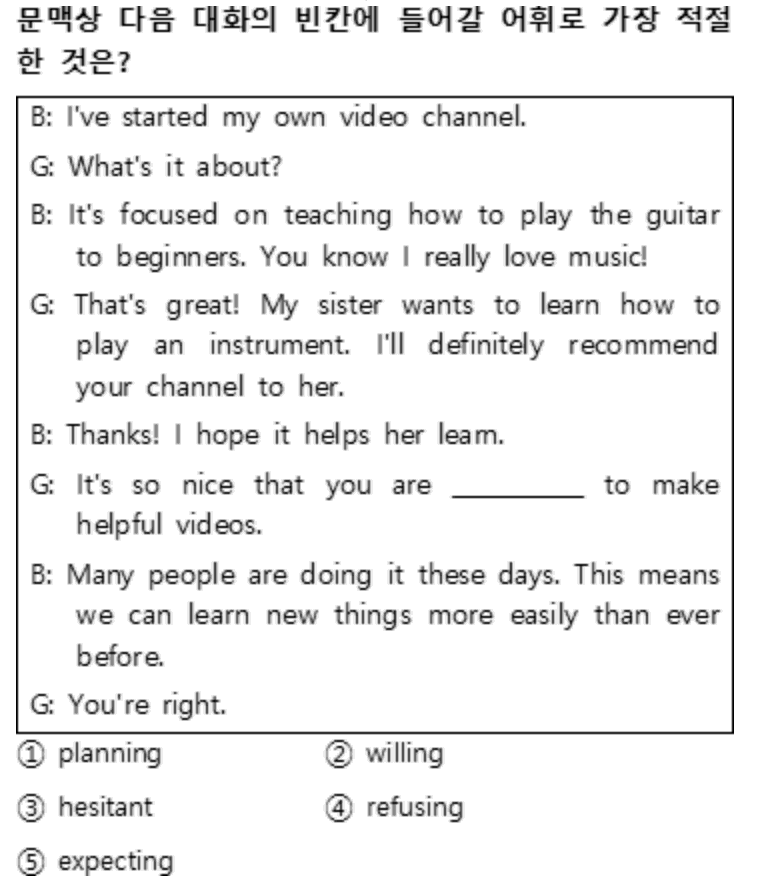 문맥상 다음 대화의 빈칸에 들어갈 어휘로 가장 적절
한 것은?
B: I've started my own video channel.
G: What's it about?
B: It's focused on teaching how to play the guitar
to beginners. You know I really love music!
G: That's great! My sister wants to learn how to
play an instrument. I'll definitely recommend
your channel to her.
B: Thanks! I hope it helps her learn.
G: It's so nice that you are __________ to make
helpful videos.
B: Many people are doing it these days. This means
we can learn new things more easily than ever
before.
G: You're right.
① planning ② willing
③ hesitant ④ refusing
⑤ expecting